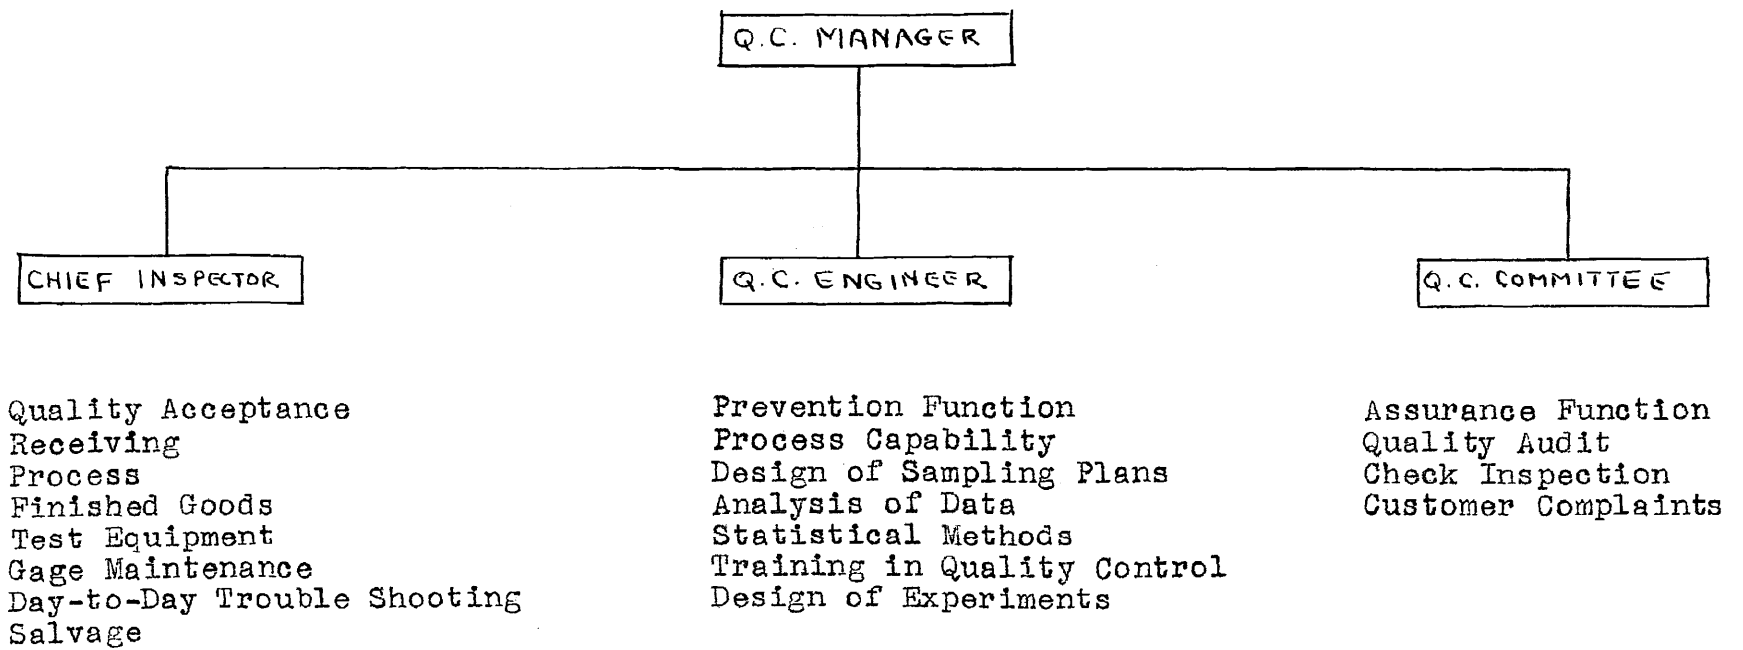 Q.C. MANAGER
CHIEF INSPECTOR
Q.C. ENGINEER
Q.C. COMMITTEE
Quality Acceptance
Receiving
Process
Finished Goods
Test Equipment
Gage Maintenance
Day-to-Day Trouble Shooting
Salvage
Prevention Function
Process Capability
Design of Sampling Plans
Analysis of Data
Statistical Methods
Training in Quality Control
Design of Experiments
Assurance Function
Quality Audit
Check Inspection
Customer Complaints